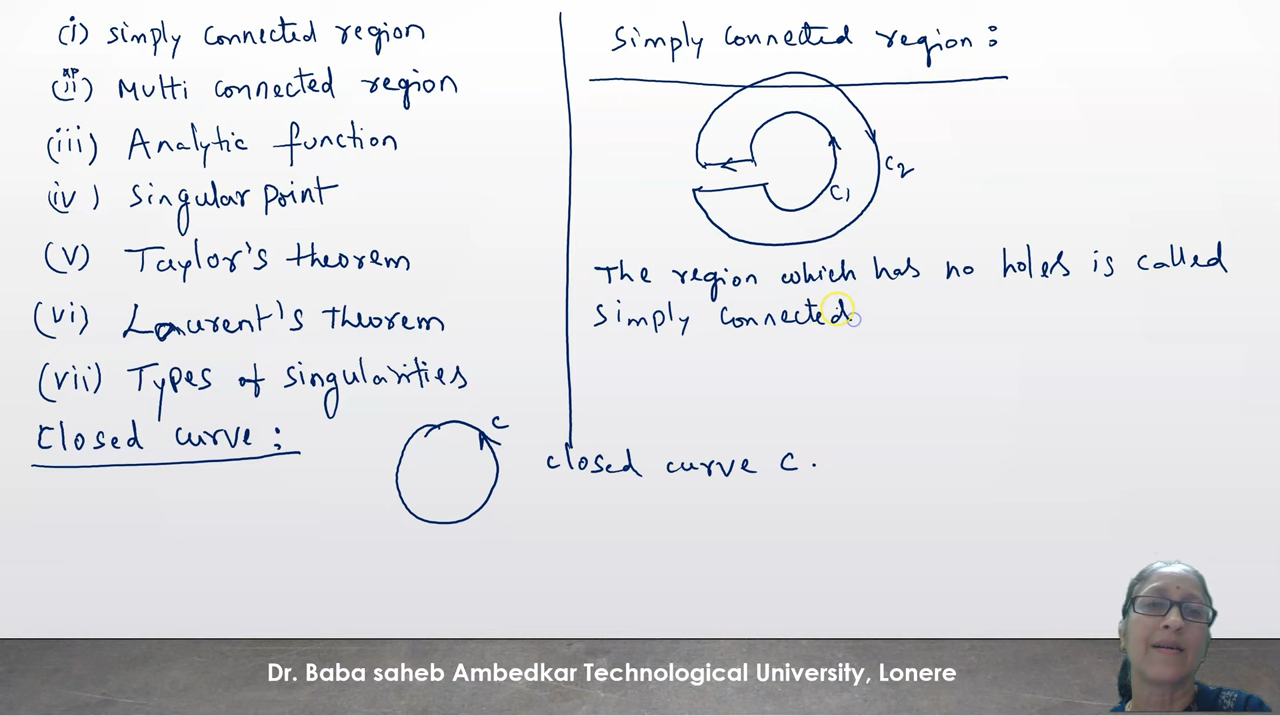 (i) simply connected region
(ii) Multi connected region
(iii) Analytic function
(iv) Singular point
(v) Taylor's theorem
(vi) Laurent's Theorem
(vii) Types of singularities
Closed curve :
C
closed curve C.
Simply connected region :
C2
C1
The region which has no holes is called
simply connected.
Dr. Baba saheb Ambedkar Technological University, Lonere